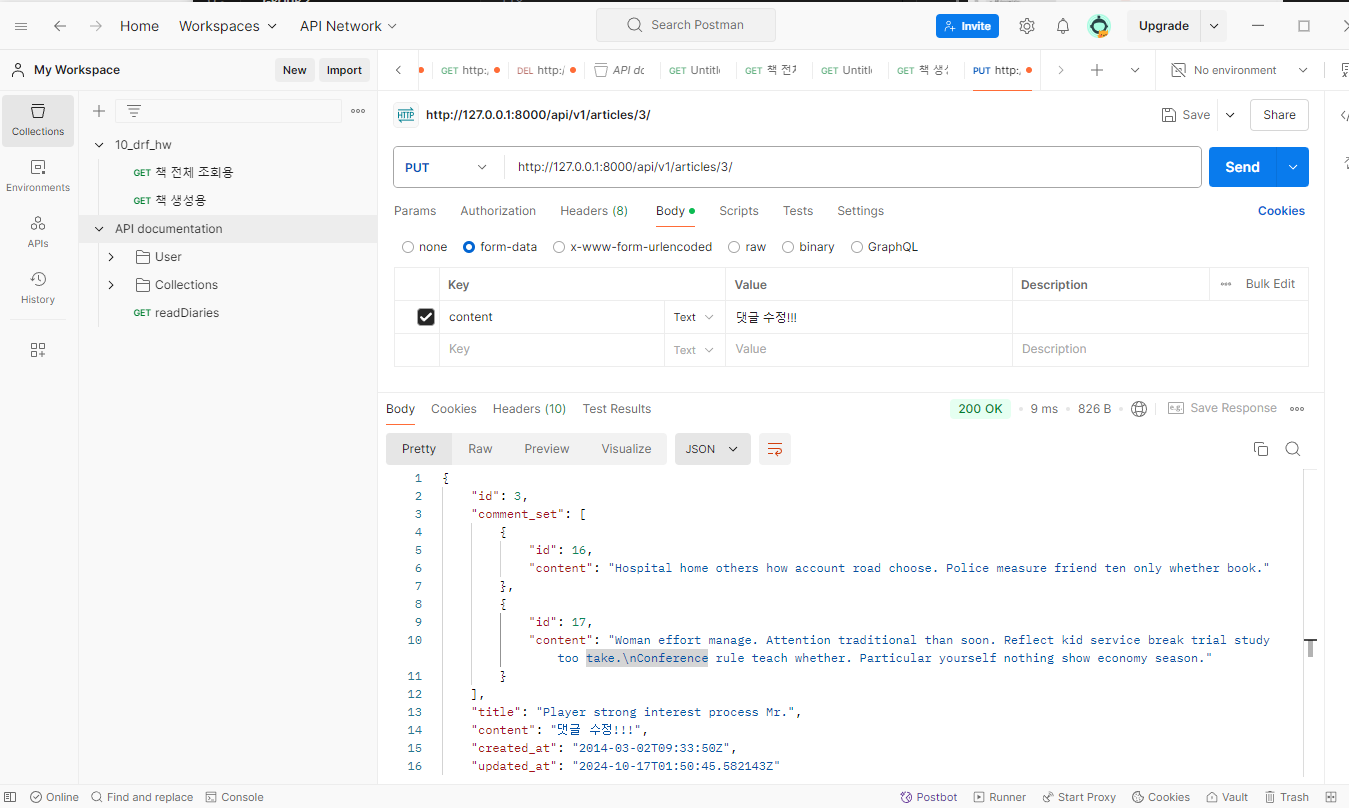 Home Workspaces API Network Search Postman Invite Upgrade
My Workspace New Import GET http:, DEL http:/ API dc GET Untitle GET 책 전체 GET Untitle GET 책 생성 PUT http:, No environment
Collections
Environments
APIs
History
10_drf_hw
GET 책 전체 조회용
GET 책 생성용
API documentation
User
Collections
GET readDiaries
HTTP http://127.0.0.1:8000/api/v1/articles/3/ Save Share
PUT http://127.0.0.1:8000/api/v1/articles/3/ Send
Params Authorization Headers (8) Body Scripts Tests Settings Cookies
none form-data x-www-form-urlencoded raw binary GraphQL
Key Value Description Bulk Edit
content Text 댓글 수정!!!
Key Text Value Description
Body Cookies Headers (10) Test Results 200 OK 9 ms 826 B e.g. Save Response
Pretty Raw Preview Visualize JSON
1 {
2 "id": 3,
3 "comment_set": [
4 {
5 "id": 16,
6 "content": "Hospital home others how account road choose. Police measure friend ten only whether book."
7 },
8 {
9 "id": 17,
10 "content": "Woman effort manage. Attention traditional than soon. Reflect kid service break trial study
too take.\nConference rule teach whether. Particular yourself nothing show economy season."
11 }
12 ],
13 "title": "Player strong interest process Mr.",
14 "content": "댓글 수정!!!",
15 "created_at": "2014-03-02T09:33:50Z",
16 "updated_at": "2024-10-17T01:50:45.582143Z"
Online Find and replace Console Postbot Runner Start Proxy Cookies Vault Trash